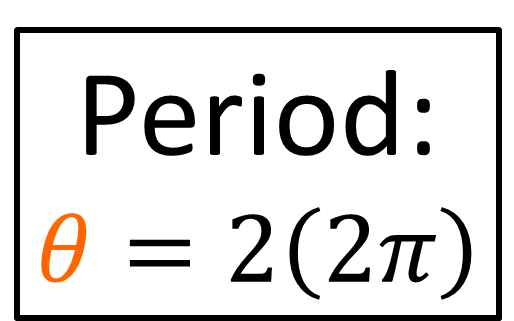 Period:
θ = 2(2π)